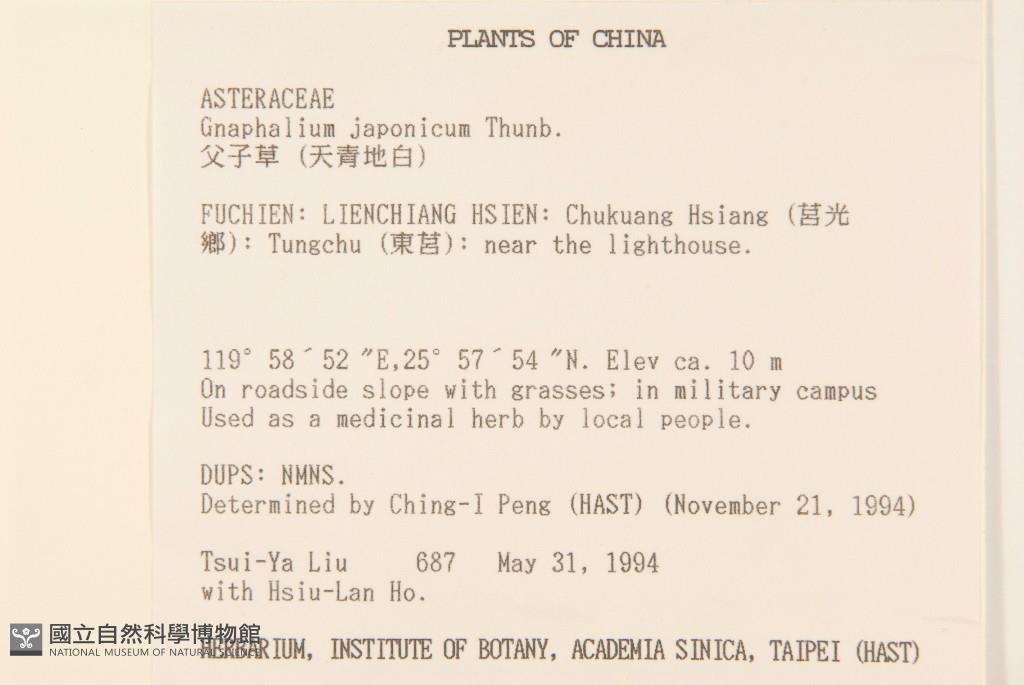 PLANTS OF CHINA
ASTERACEAE
Gnaphalium japonicum Thunb.
父子草 (天青地白)
FUCHIEN: LIENCHIANG HSIEN: Chukuang Hsiang (莒光
鄉): Tungchu (東莒): near the lighthouse.
119° 58´52 ″E,25° 57´54 ″N. Elev ca. 10 m
On roadside slope with grasses; in military campus
Used as a medicinal herb by local people.
DUPS: NMNS.
Determined by Ching-I Peng (HAST) (November 21, 1994)
Tsui-Ya Liu 687 May 31, 1994
with Hsiu-Lan Ho.
HERBARIUM, INSTITUTE OF BOTANY, ACADEMIA SINICA, TAIPEI (HAST)
國立自然科學博物館
NATIONAL MUSEUM OF NATURAL SCIENCE